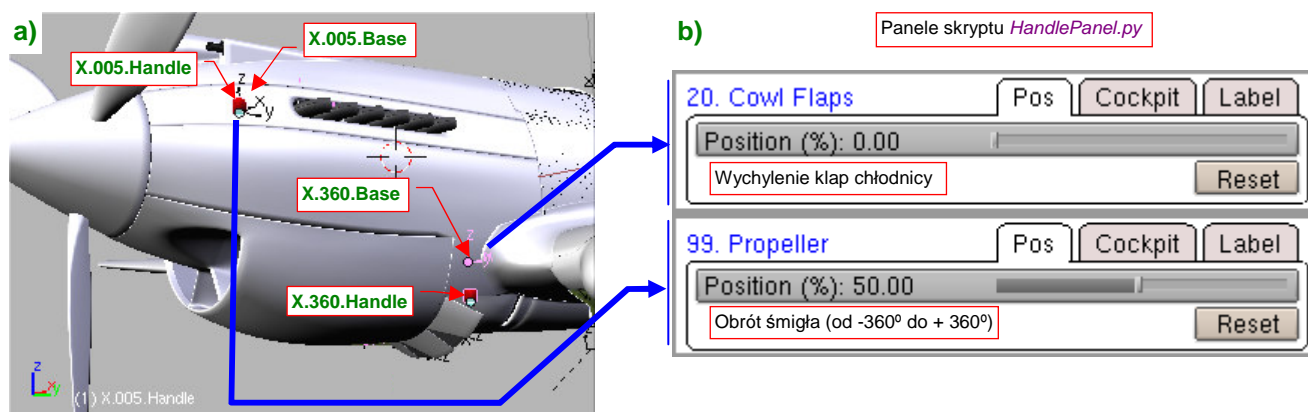 a)
X.005.Base
X.005.Handle
z
x
y
X.360.Base
z
y
X.360.Handle
z
x
y
(1) X.005.Handle
b)
Panele skryptu HandlePanel.py
20. Cowl Flaps
Pos
Cockpit
Label
Position (%): 0.00
Wychylenie klap chłodnicy
Reset
99. Propeller
Pos
Cockpit
Label
Position (%): 50.00
Obrót śmigła (od -360º do + 360º)
Reset